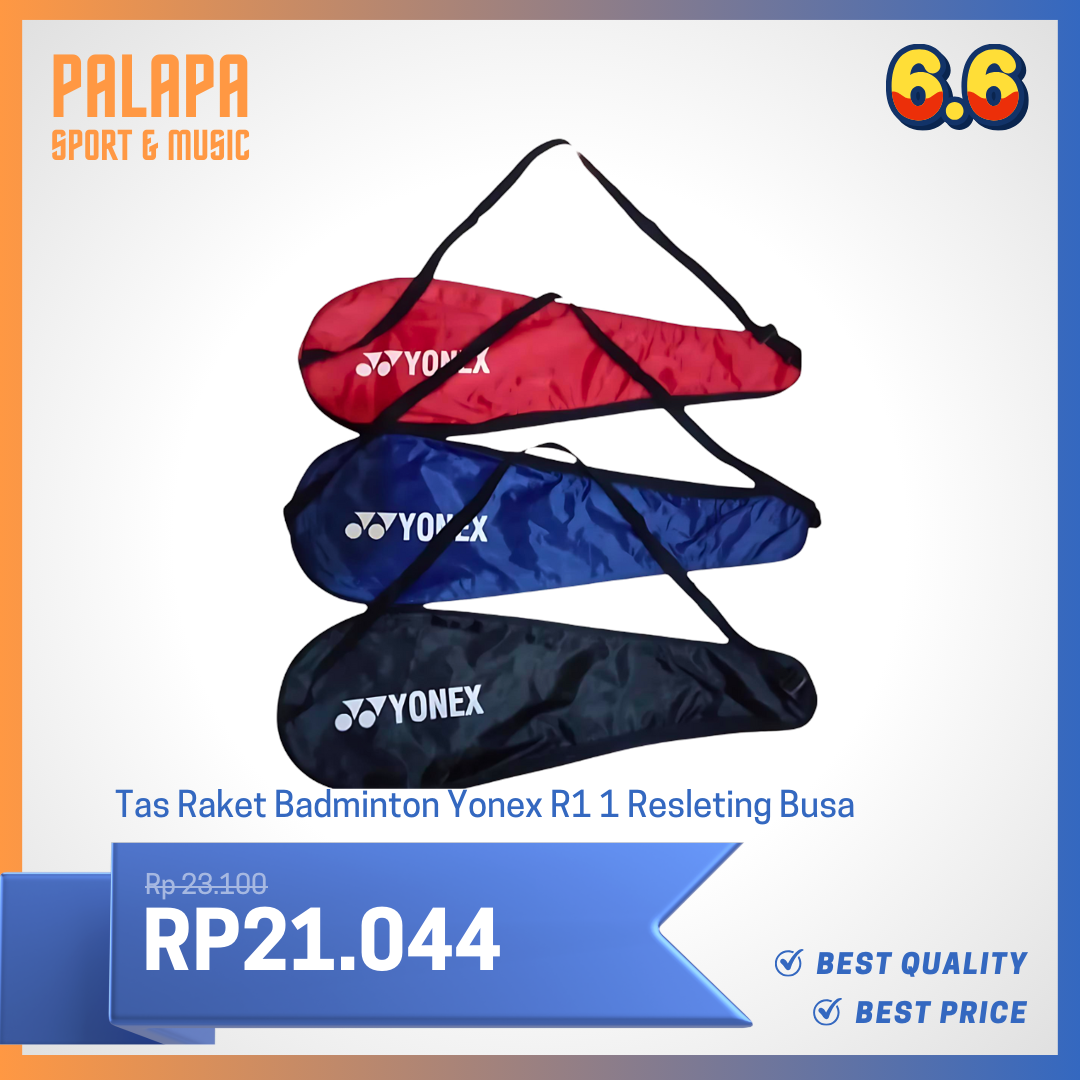 PALAPA
SPORT & MUSIC
6.6
YONEX
YONEX
YONEX
Tas Raket Badminton Yonex R1 1 Resleting Busa
Rp 23.100
RP21.044
BEST QUALITY
BEST PRICE